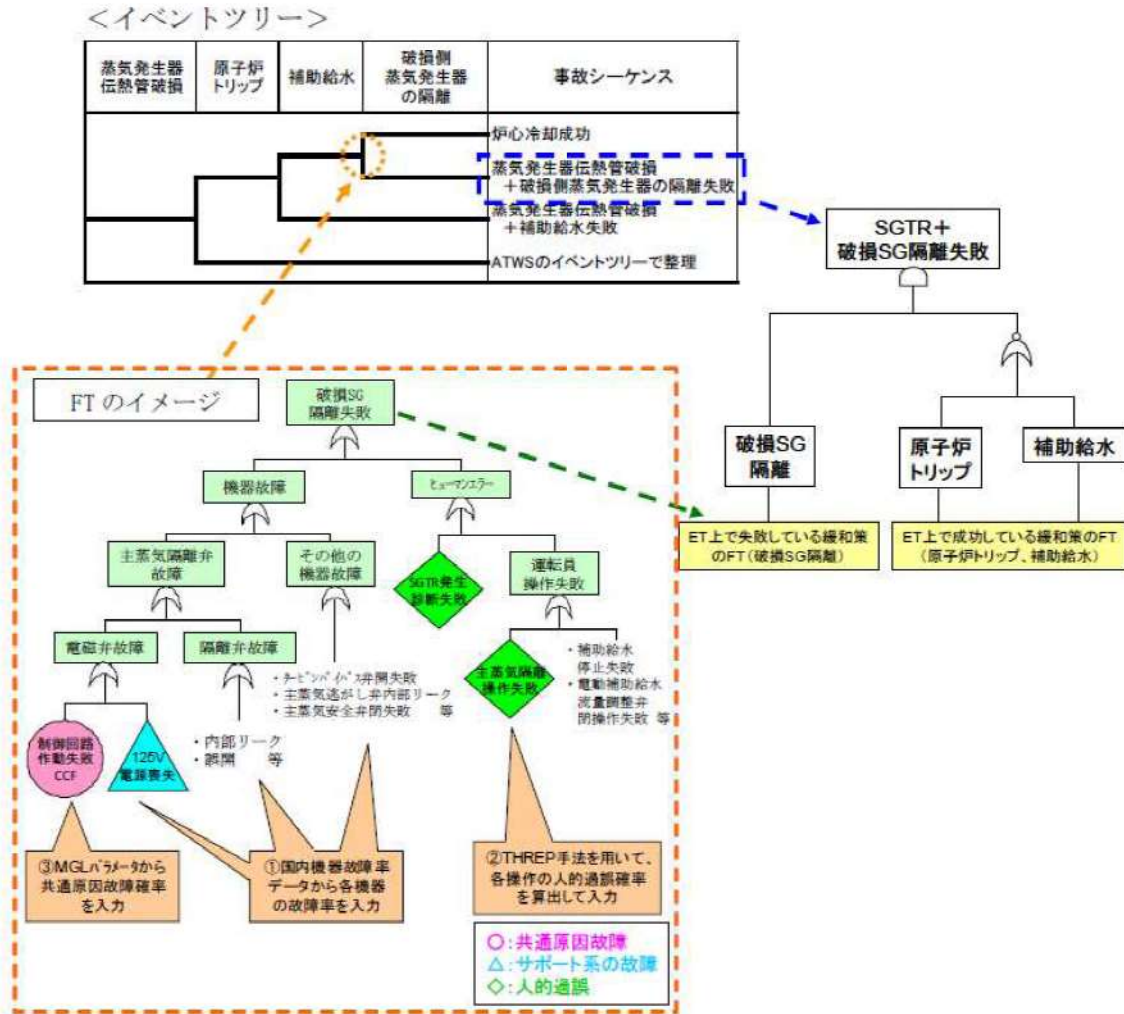 ＜イベントツリー＞
蒸気発生器
伝熱管破損
原子炉
トリップ
補助給水
破損側
蒸気発生器
の隔離
事故シーケンス
炉心冷却成功
蒸気発生器伝熱管破損
＋破損側蒸気発生器の隔離失敗
蒸気発生器伝熱管破損
＋補助給水失敗
ATWSのイベントツリーで整理
SGTR＋
破損SG隔離失敗
破損SG
隔離
原子炉
トリップ
補助給水
ET上で失敗している緩和策
のFT(破損SG隔離)
ET上で成功している緩和策のFT
(原子炉トリップ、補助給水)
FTのイメージ
破損SG
隔離失敗
機器故障
ﾋｭｰﾏﾝｴﾗｰ
主蒸気隔離弁
故障
その他の
機器故障
SGTR発生
診断失敗
運転員
操作失敗
電磁弁故障
隔離弁故障
・ﾀｰﾋﾞﾝﾊﾞｲﾊﾟｽ弁開失敗
・主蒸気逃がし弁内部リーク
・主蒸気安全弁閉失敗 等
主蒸気隔離
操作失敗
・補助給水
停止失敗
・電動補助給水
流量調整弁
閉操作失敗 等
制御回路
作動失敗
CCF
125V
電源喪失
・内部リーク
・誤開 等
③MGLﾊﾟﾗﾒｰﾀから
共通原因故障確率
を入力
①国内機器故障率
データから各機器
の故障率を入力
②THREP手法を用いて、
各操作の人的過誤確率
を算出して入力
○：共通原因故障
△：サポート系の故障
◇：人的過誤